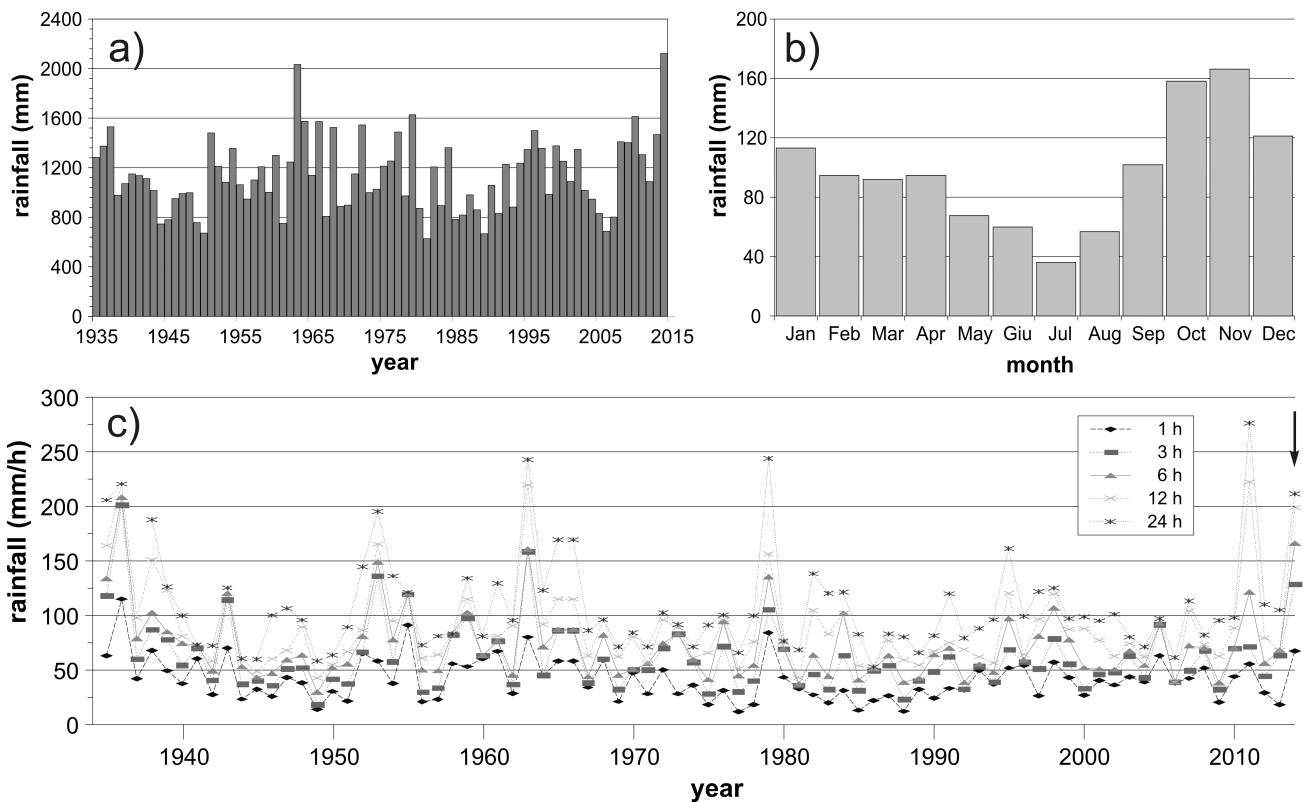 a)
rainfall (mm)
2400
2000
1600
1200
800
400
0
1935 1945 1955 1965 1975 1985 1995 2005 2015
year
b)
rainfall (mm)
200
160
120
80
40
0
Jan Feb Mar Apr May Giu Jul Aug Sep Oct Nov Dec
month
c)
rainfall (mm/h)
300
250
200
150
100
50
0
1 h
3 h
6 h
12 h
24 h
1940 1950 1960 1970 1980 1990 2000 2010
year